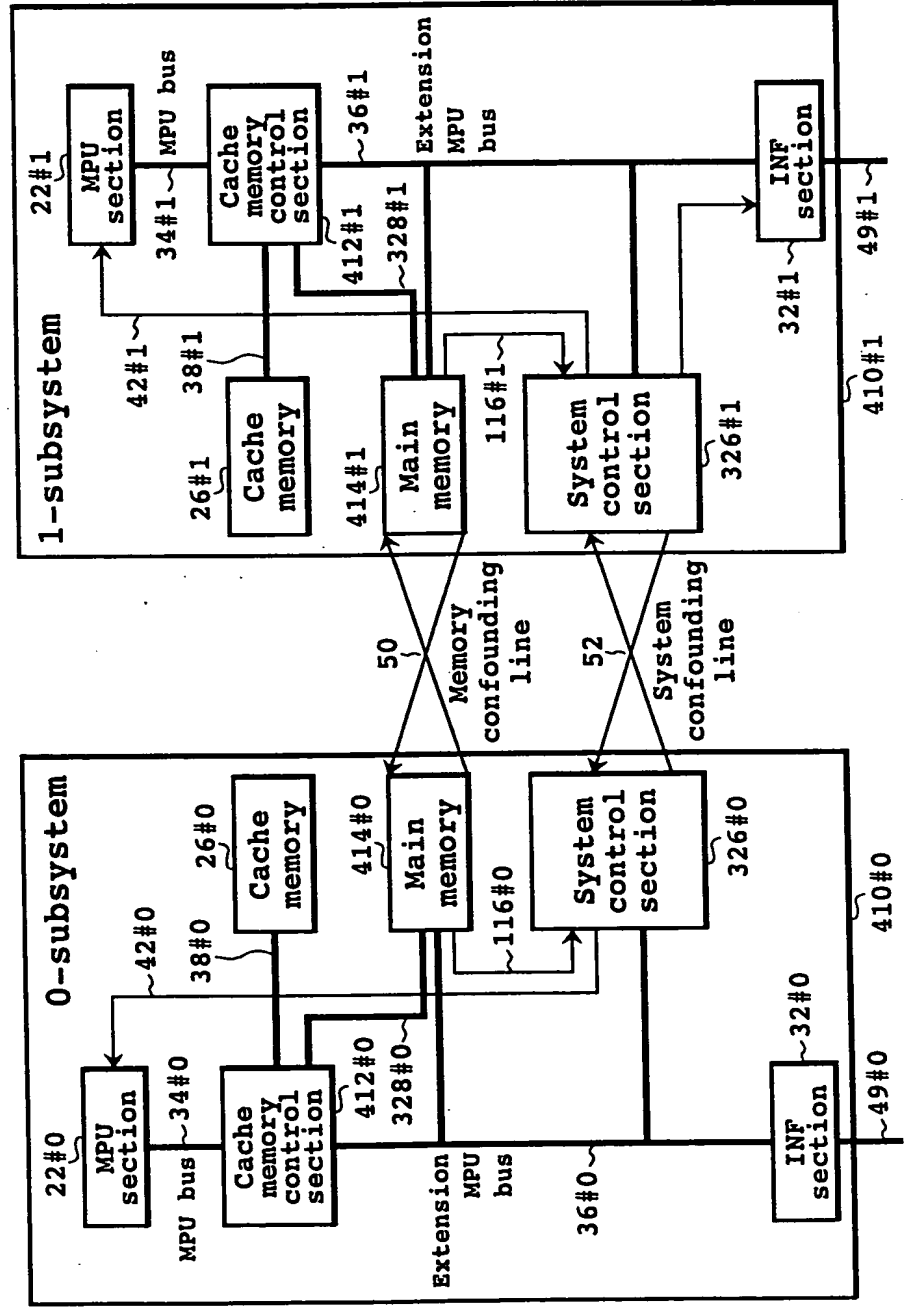 0-subsystem
22#0
MPU
section
MPU bus
34#0
42#0
38#0
26#0
Cache
memory
Cache
memory
control
section
412#0
328#0
414#0
Main
memory
116#0
Extension
MPU
bus
System
control
section
326#0
36#0
INF
section
32#0
410#0
49#0
50
Memory
confounding
line
52
System
confounding
line
1-subsystem
22#1
MPU
section
34#1
MPU bus
42#1
38#1
26#1
Cache
memory
Cache
memory
control
section
412#1
328#1
36#1
414#1
Main
memory
116#1
Extension
MPU
bus
System
control
section
326#1
INF
section
32#1
410#1
49#1